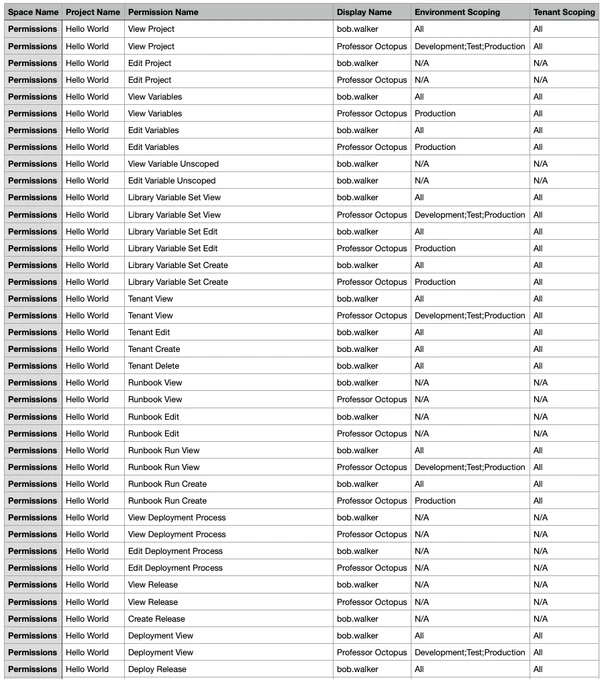 Space Name Project Name Permission Name Display Name Environment Scoping Tenant Scoping
Permissions Hello World View Project bob.walker All All
Permissions Hello World View Project Professor Octopus Development;Test;Production All
Permissions Hello World Edit Project bob.walker N/A N/A
Permissions Hello World Edit Project Professor Octopus N/A N/A
Permissions Hello World View Variables bob.walker All All
Permissions Hello World View Variables Professor Octopus Production All
Permissions Hello World Edit Variables bob.walker All All
Permissions Hello World Edit Variables Professor Octopus Production All
Permissions Hello World View Variable Unscoped bob.walker N/A N/A
Permissions Hello World Edit Variable Unscoped bob.walker N/A N/A
Permissions Hello World Library Variable Set View bob.walker All All
Permissions Hello World Library Variable Set View Professor Octopus Development;Test;Production All
Permissions Hello World Library Variable Set Edit bob.walker All All
Permissions Hello World Library Variable Set Edit Professor Octopus Production All
Permissions Hello World Library Variable Set Create bob.walker All All
Permissions Hello World Library Variable Set Create Professor Octopus Production All
Permissions Hello World Tenant View bob.walker All All
Permissions Hello World Tenant View Professor Octopus Development;Test;Production All
Permissions Hello World Tenant Edit bob.walker All All
Permissions Hello World Tenant Create bob.walker All All
Permissions Hello World Tenant Delete bob.walker All All
Permissions Hello World Runbook View bob.walker N/A N/A
Permissions Hello World Runbook View Professor Octopus N/A N/A
Permissions Hello World Runbook Edit bob.walker N/A N/A
Permissions Hello World Runbook Edit Professor Octopus N/A N/A
Permissions Hello World Runbook Run View bob.walker All All
Permissions Hello World Runbook Run View Professor Octopus Development;Test;Production All
Permissions Hello World Runbook Run Create bob.walker All All
Permissions Hello World Runbook Run Create Professor Octopus Production All
Permissions Hello World View Deployment Process bob.walker N/A N/A
Permissions Hello World View Deployment Process Professor Octopus N/A N/A
Permissions Hello World Edit Deployment Process bob.walker N/A N/A
Permissions Hello World Edit Deployment Process Professor Octopus N/A N/A
Permissions Hello World View Release bob.walker N/A N/A
Permissions Hello World View Release Professor Octopus N/A N/A
Permissions Hello World Create Release bob.walker N/A N/A
Permissions Hello World Deployment View bob.walker All All
Permissions Hello World Deployment View Professor Octopus Development;Test;Production All
Permissions Hello World Deploy Release bob.walker All All